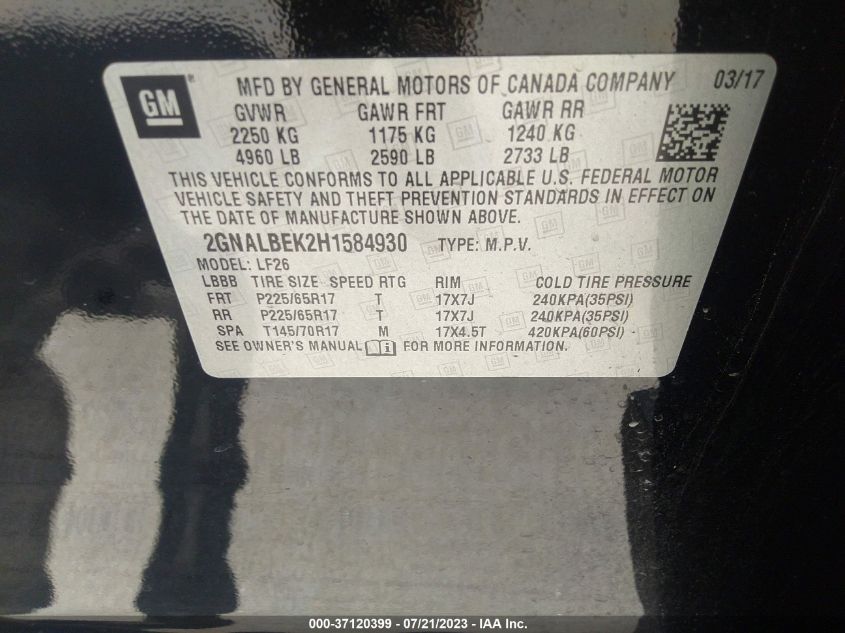 GM ®
MFD BY GENERAL MOTORS OF CANADA COMPANY 03/17
GVWR GAWR FRT GAWR RR
2250 KG 1175 KG 1240 KG
4960 LB 2590 LB 2733 LB
THIS VEHICLE CONFORMS TO ALL APPLICABLE U.S. FEDERAL MOTOR
VEHICLE SAFETY AND THEFT PREVENTION STANDARDS IN EFFECT ON
THE DATE OF MANUFACTURE SHOWN ABOVE.
2GNALBEK2H1584930 TYPE: M.P.V.
MODEL: LF26
LBBB TIRE SIZE SPEED RTG RIM COLD TIRE PRESSURE
FRT P225/65R17 T 17X7J 240KPA(35PSI)
RR P225/65R17 T 17X7J 240KPA(35PSI)
SPA T145/70R17 M 17X4.5T 420KPA(60PSI)
SEE OWNER'S MANUAL i FOR MORE INFORMATION.
000-37120399 - 07/21/2023 - IAA Inc.